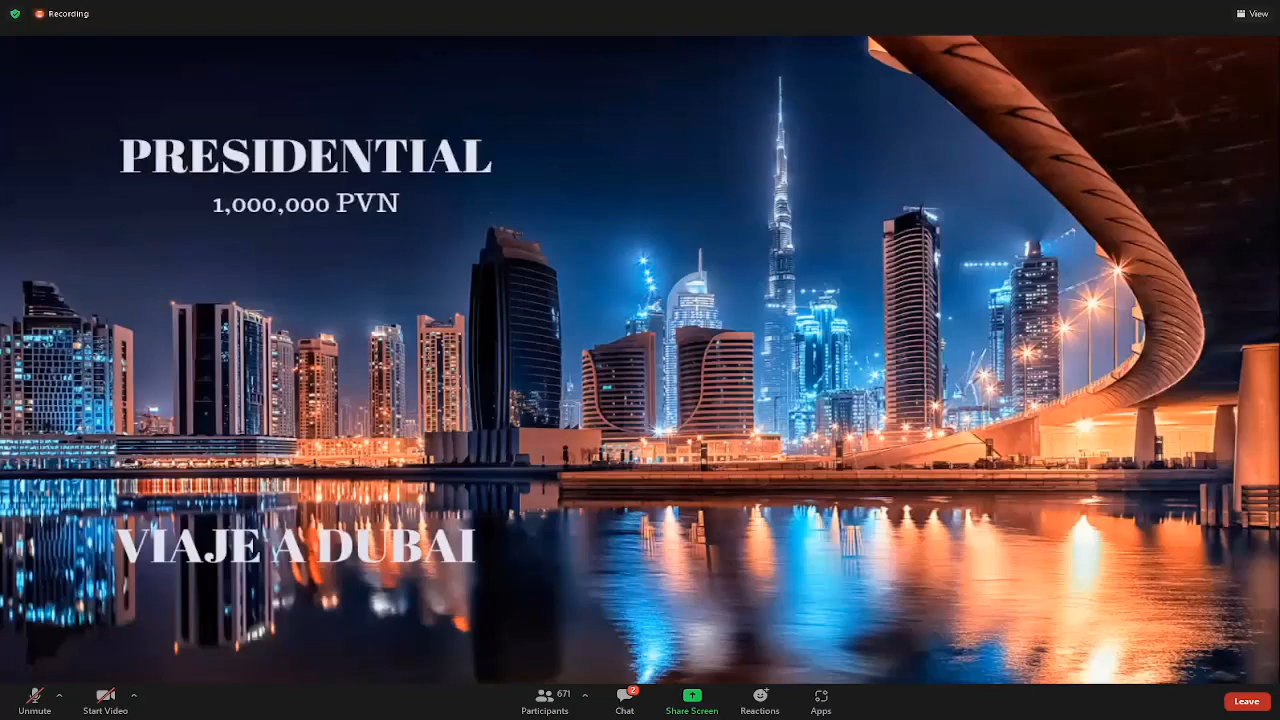 Recording
View
PRESIDENTIAL
1,000,000 PVN
VIAJE A DUBAI
Unmute
Start Video
671
Participants
2
Chat
Share Screen
Reactions
Apps
Leave